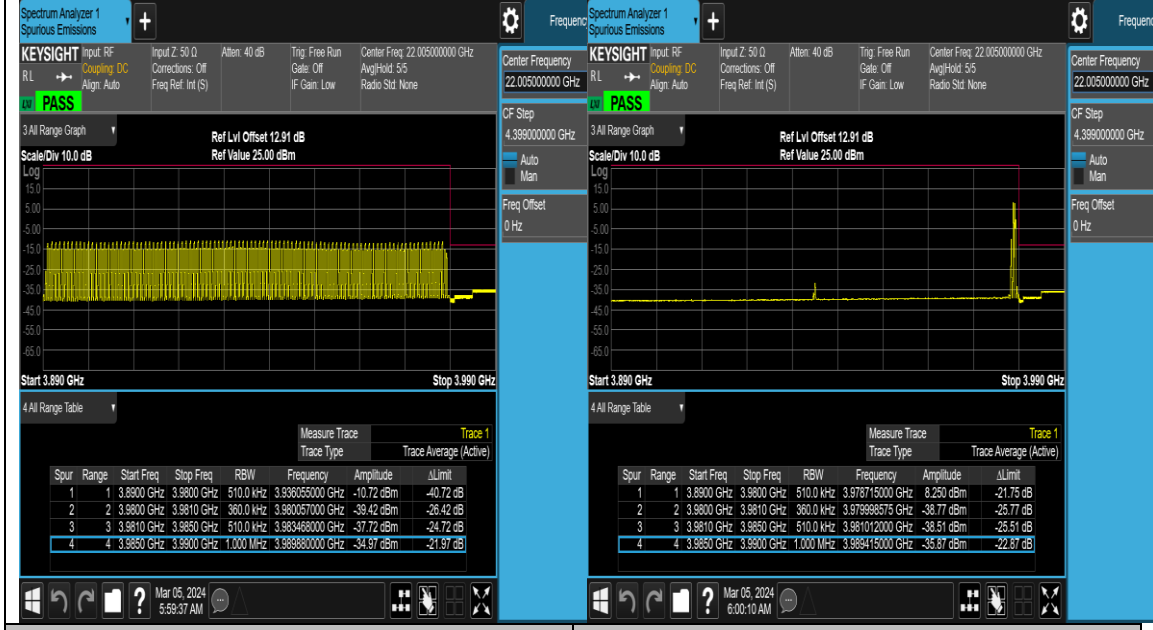 Spectrum Analyzer 1
Spurious Emissions
+
Frequenc
KEYSIGHT Input: RF Input Z: 50 Ω Atten: 40 dB Trig: Free Run Center Freq: 22.005000000 GHz
Coupling: DC Corrections: Off Gate: Off Avg|Hold: 5/5
RL Align: Auto Freq Ref: Int (S) IF Gain: Low Radio Std: None
LXI PASS
Center Frequency
22.005000000 GHz
CF Step
4.399000000 GHz
Auto
Man
Freq Offset
0 Hz
3 All Range Graph
Ref Lvl Offset 12.91 dB
Scale/Div 10.0 dB Ref Value 25.00 dBm
Log
15.0
5.00
-5.00
-15.0
-25.0
-35.0
-45.0
-55.0
-65.0
Start 3.890 GHz Stop 3.990 GHz
4 All Range Table
Measure Trace Trace 1
Trace Type Trace Average (Active)
Spur Range Start Freq Stop Freq RBW Frequency Amplitude ΔLimit
1 1 3.8900 GHz 3.9800 GHz 510.0 kHz 3.936055000 GHz -10.72 dBm -40.72 dB
2 2 3.9800 GHz 3.9810 GHz 360.0 kHz 3.980057000 GHz -39.42 dBm -26.42 dB
3 3 3.9810 GHz 3.9850 GHz 510.0 kHz 3.983468000 GHz -37.72 dBm -24.72 dB
4 4 3.9850 GHz 3.9900 GHz 1.000 MHz 3.989880000 GHz -34.97 dBm -21.97 dB
?
Mar 05, 2024
5:59:37 AM
Spectrum Analyzer 1
Spurious Emissions
+
Frequenc
KEYSIGHT Input: RF Input Z: 50 Ω Atten: 40 dB Trig: Free Run Center Freq: 22.005000000 GHz
Coupling: DC Corrections: Off Gate: Off Avg|Hold: 5/5
RL Align: Auto Freq Ref: Int (S) IF Gain: Low Radio Std: None
LXI PASS
Center Frequency
22.005000000 GHz
CF Step
4.399000000 GHz
Auto
Man
Freq Offset
0 Hz
3 All Range Graph
Ref Lvl Offset 12.91 dB
Scale/Div 10.0 dB Ref Value 25.00 dBm
Log
15.0
5.00
-5.00
-15.0
-25.0
-35.0
-45.0
-55.0
-65.0
Start 3.890 GHz Stop 3.990 GHz
4 All Range Table
Measure Trace Trace 1
Trace Type Trace Average (Active)
Spur Range Start Freq Stop Freq RBW Frequency Amplitude ΔLimit
1 1 3.8900 GHz 3.9800 GHz 510.0 kHz 3.978715000 GHz 8.250 dBm -21.75 dB
2 2 3.9800 GHz 3.9810 GHz 360.0 kHz 3.979998575 GHz -38.77 dBm -25.77 dB
3 3 3.9810 GHz 3.9850 GHz 510.0 kHz 3.981012000 GHz -38.51 dBm -25.51 dB
4 4 3.9850 GHz 3.9900 GHz 1.000 MHz 3.989415000 GHz -35.87 dBm -22.87 dB
?
Mar 05, 2024
6:00:10 AM